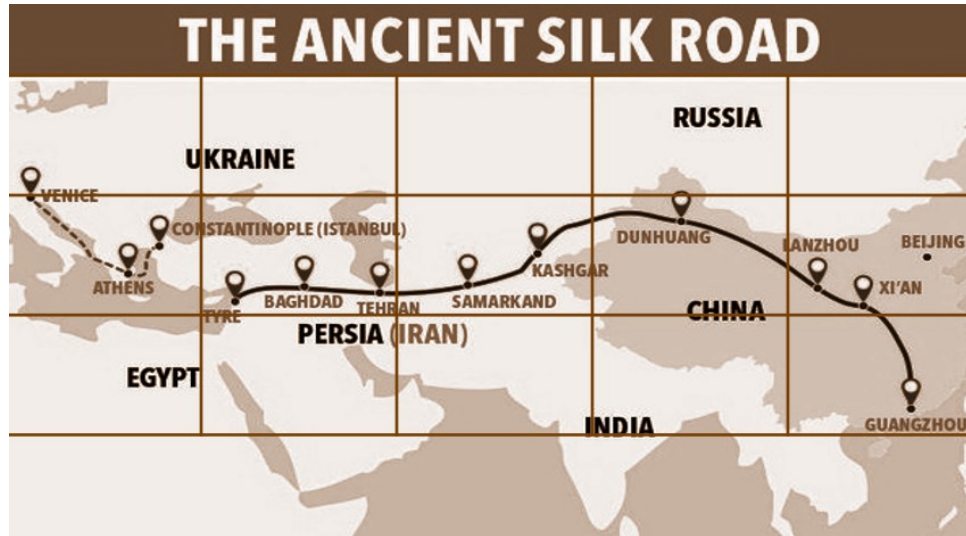 THE ANCIENT SILK ROAD
RUSSIA
UKRAINE
VENICE
CONSTANTINOPLE (ISTANBUL)
DUNHUANG
LANZHOU
BEIJING
KASHGAR
ATHENS
BAGHDAD
SAMARKAND
XI'AN
TEHRAN
TYRE
CHINA
PERSIA (IRAN)
EGYPT
INDIA
GUANGZHOU